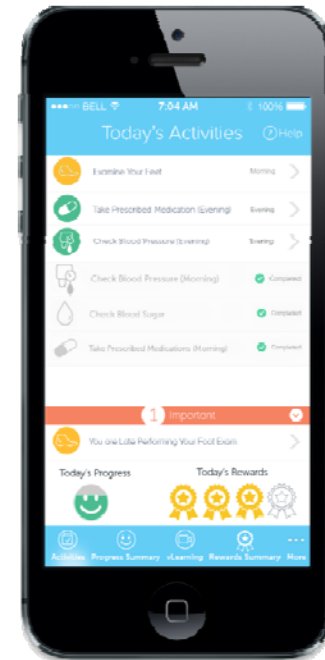 BELL 7:04 AM 100%
Today's Activities ? Help
Examine Your Feet Morning
Take Prescribed Medication (Evening) Evening
Check Blood Pressure (Evening) Evening
Check Blood Pressure (Morning) Completed
Check Blood Sugar Completed
Take Prescribed Medications (Morning) Completed
1 Important
You are Late Performing Your Foot Exam
Today's Progress Today's Rewards
Activities Progress Summary vLearning Rewards Summary More